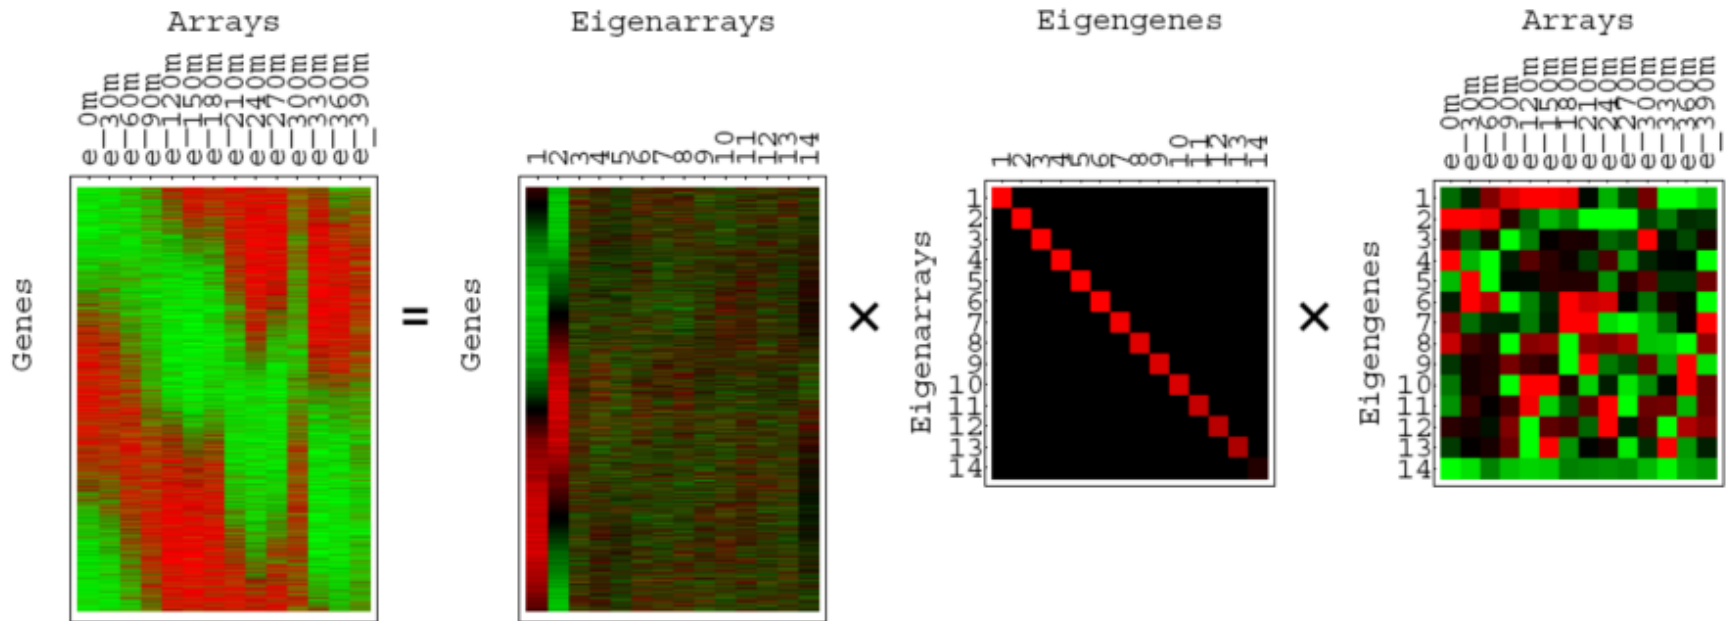 Arrays
e_0m
e_30m
e_60m
e_90m
e_120m
e_150m
e_180m
e_210m
e_240m
e_270m
e_300m
e_330m
e_360m
e_390m
Genes
=
Eigenarrays
1
2
3
4
5
6
7
8
9
10
11
12
13
14
Genes
×
Eigengenes
1
2
3
4
5
6
7
8
9
10
11
12
13
14
Eigenarrays
1
2
3
4
5
6
7
8
9
10
11
12
13
14
×
Arrays
e_0m
e_30m
e_60m
e_90m
e_120m
e_150m
e_180m
e_210m
e_240m
e_270m
e_300m
e_330m
e_360m
e_390m
Eigengenes
1
2
3
4
5
6
7
8
9
10
11
12
13
14